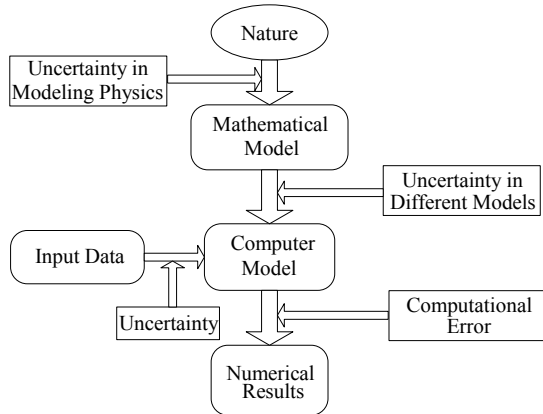 Nature
Uncertainty in
Modeling Physics
Mathematical
Model
Uncertainty in
Different Models
Input Data
Computer
Model
Uncertainty
Computational
Error
Numerical
Results